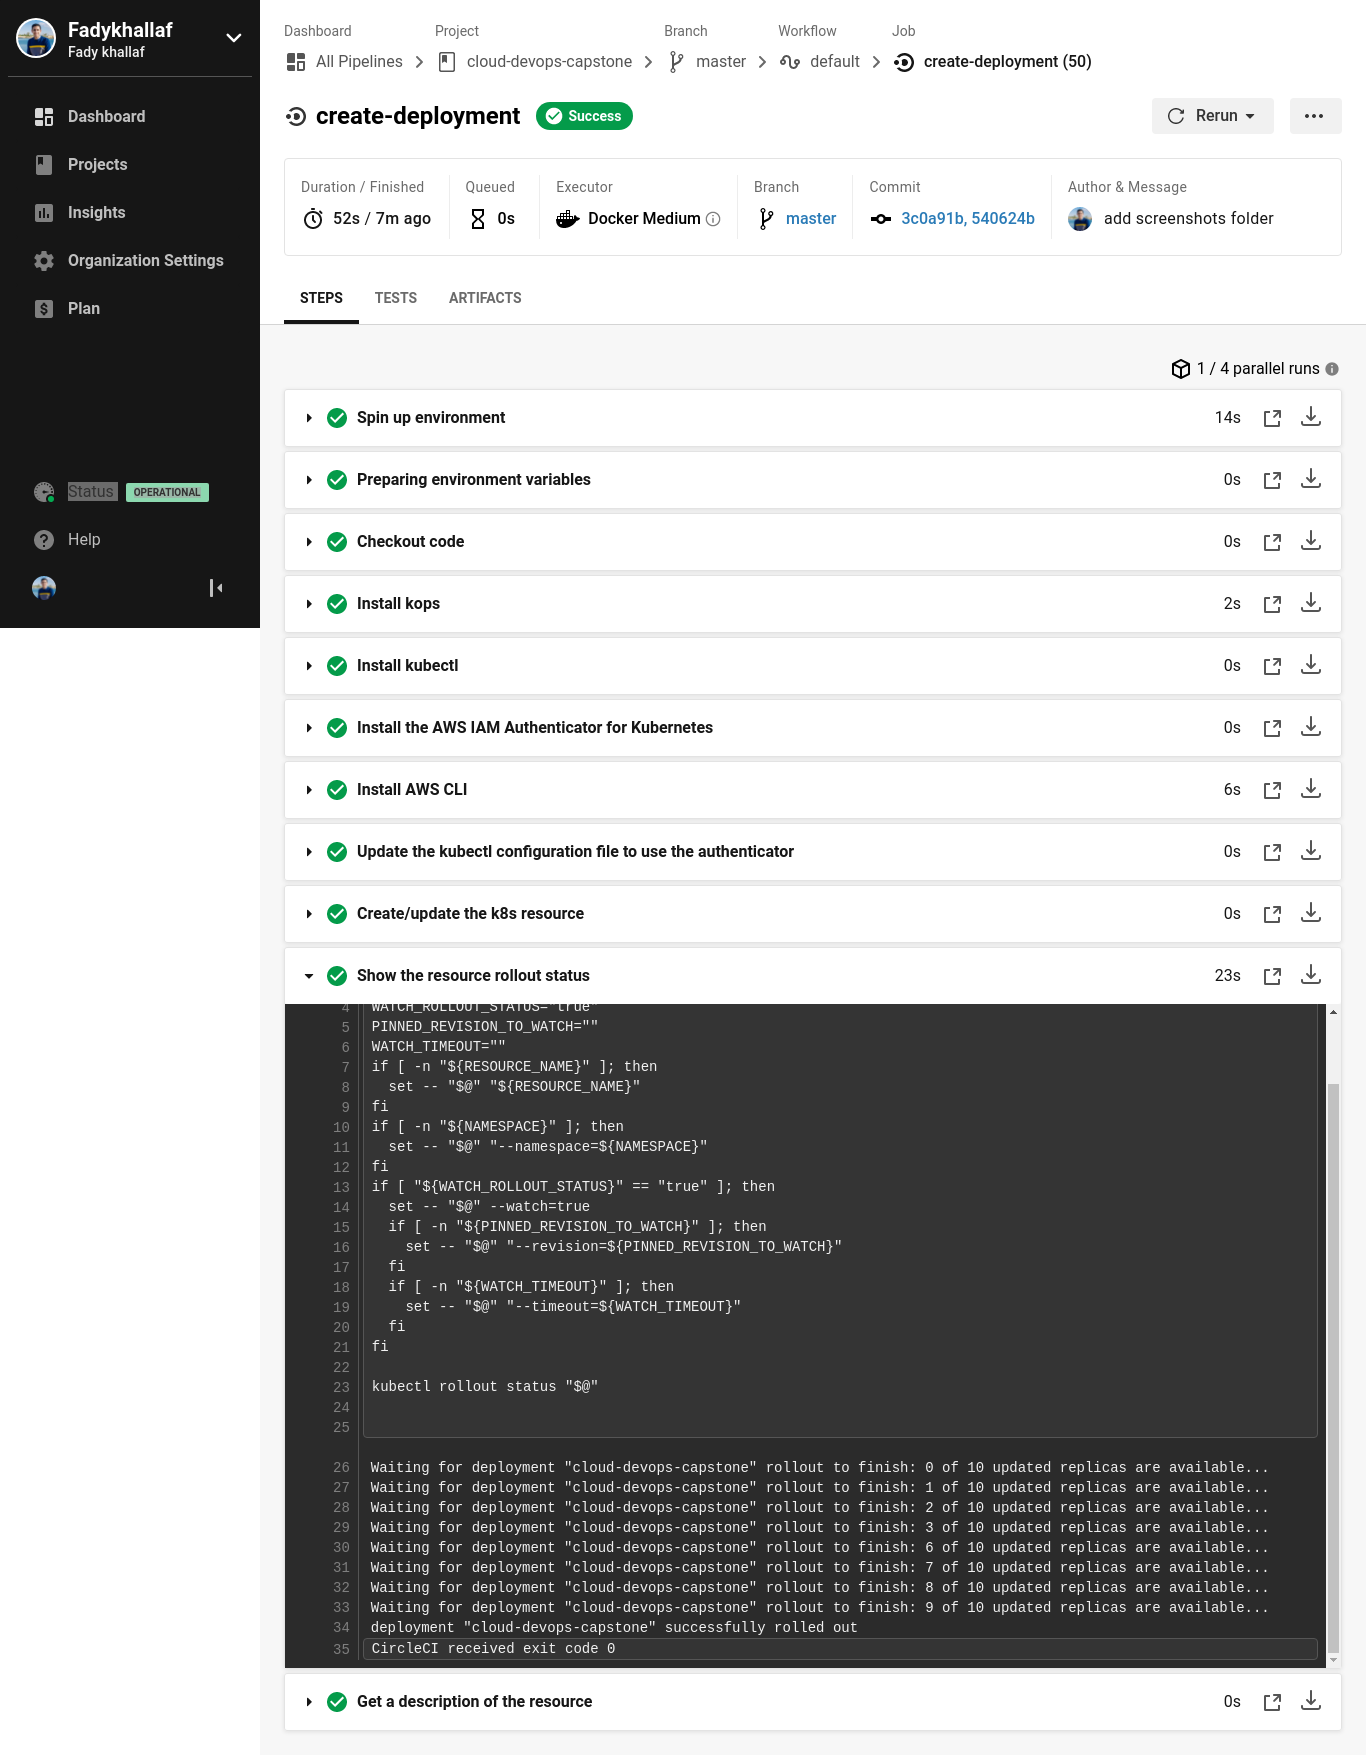 Fadykhallaf
Fady khallaf
Dashboard
Projects
Insights
Organization Settings
Plan
Status OPERATIONAL
Help
Dashboard Project Branch Workflow Job
All Pipelines cloud-devops-capstone master default create-deployment (50)
create-deployment Success Rerun
Duration / Finished Queued Executor Branch Commit Author & Message
52s / 7m ago 0s Docker Medium master 3c0a91b, 540624b add screenshots folder
STEPS TESTS ARTIFACTS
1 / 4 parallel runs
Spin up environment 14s
Preparing environment variables 0s
Checkout code 0s
Install kops 2s
Install kubectl 0s
Install the AWS IAM Authenticator for Kubernetes 0s
Install AWS CLI 6s
Update the kubectl configuration file to use the authenticator 0s
Create/update the k8s resource 0s
Show the resource rollout status 23s
4 WATCH_ROLLOUT_STATUS="true"
5 PINNED_REVISION_TO_WATCH=""
6 WATCH_TIMEOUT=""
7 if [ -n "${RESOURCE_NAME}" ]; then
8   set -- "$@" "${RESOURCE_NAME}"
9 fi
10 if [ -n "${NAMESPACE}" ]; then
11   set -- "$@" "--namespace=${NAMESPACE}"
12 fi
13 if [ "${WATCH_ROLLOUT_STATUS}" == "true" ]; then
14   set -- "$@" --watch=true
15   if [ -n "${PINNED_REVISION_TO_WATCH}" ]; then
16     set -- "$@" "--revision=${PINNED_REVISION_TO_WATCH}"
17   fi
18   if [ -n "${WATCH_TIMEOUT}" ]; then
19     set -- "$@" "--timeout=${WATCH_TIMEOUT}"
20   fi
21 fi
22
23 kubectl rollout status "$@"
24
25
26 Waiting for deployment "cloud-devops-capstone" rollout to finish: 0 of 10 updated replicas are available...
27 Waiting for deployment "cloud-devops-capstone" rollout to finish: 1 of 10 updated replicas are available...
28 Waiting for deployment "cloud-devops-capstone" rollout to finish: 2 of 10 updated replicas are available...
29 Waiting for deployment "cloud-devops-capstone" rollout to finish: 3 of 10 updated replicas are available...
30 Waiting for deployment "cloud-devops-capstone" rollout to finish: 6 of 10 updated replicas are available...
31 Waiting for deployment "cloud-devops-capstone" rollout to finish: 7 of 10 updated replicas are available...
32 Waiting for deployment "cloud-devops-capstone" rollout to finish: 8 of 10 updated replicas are available...
33 Waiting for deployment "cloud-devops-capstone" rollout to finish: 9 of 10 updated replicas are available...
34 deployment "cloud-devops-capstone" successfully rolled out
35 CircleCI received exit code 0
Get a description of the resource 0s